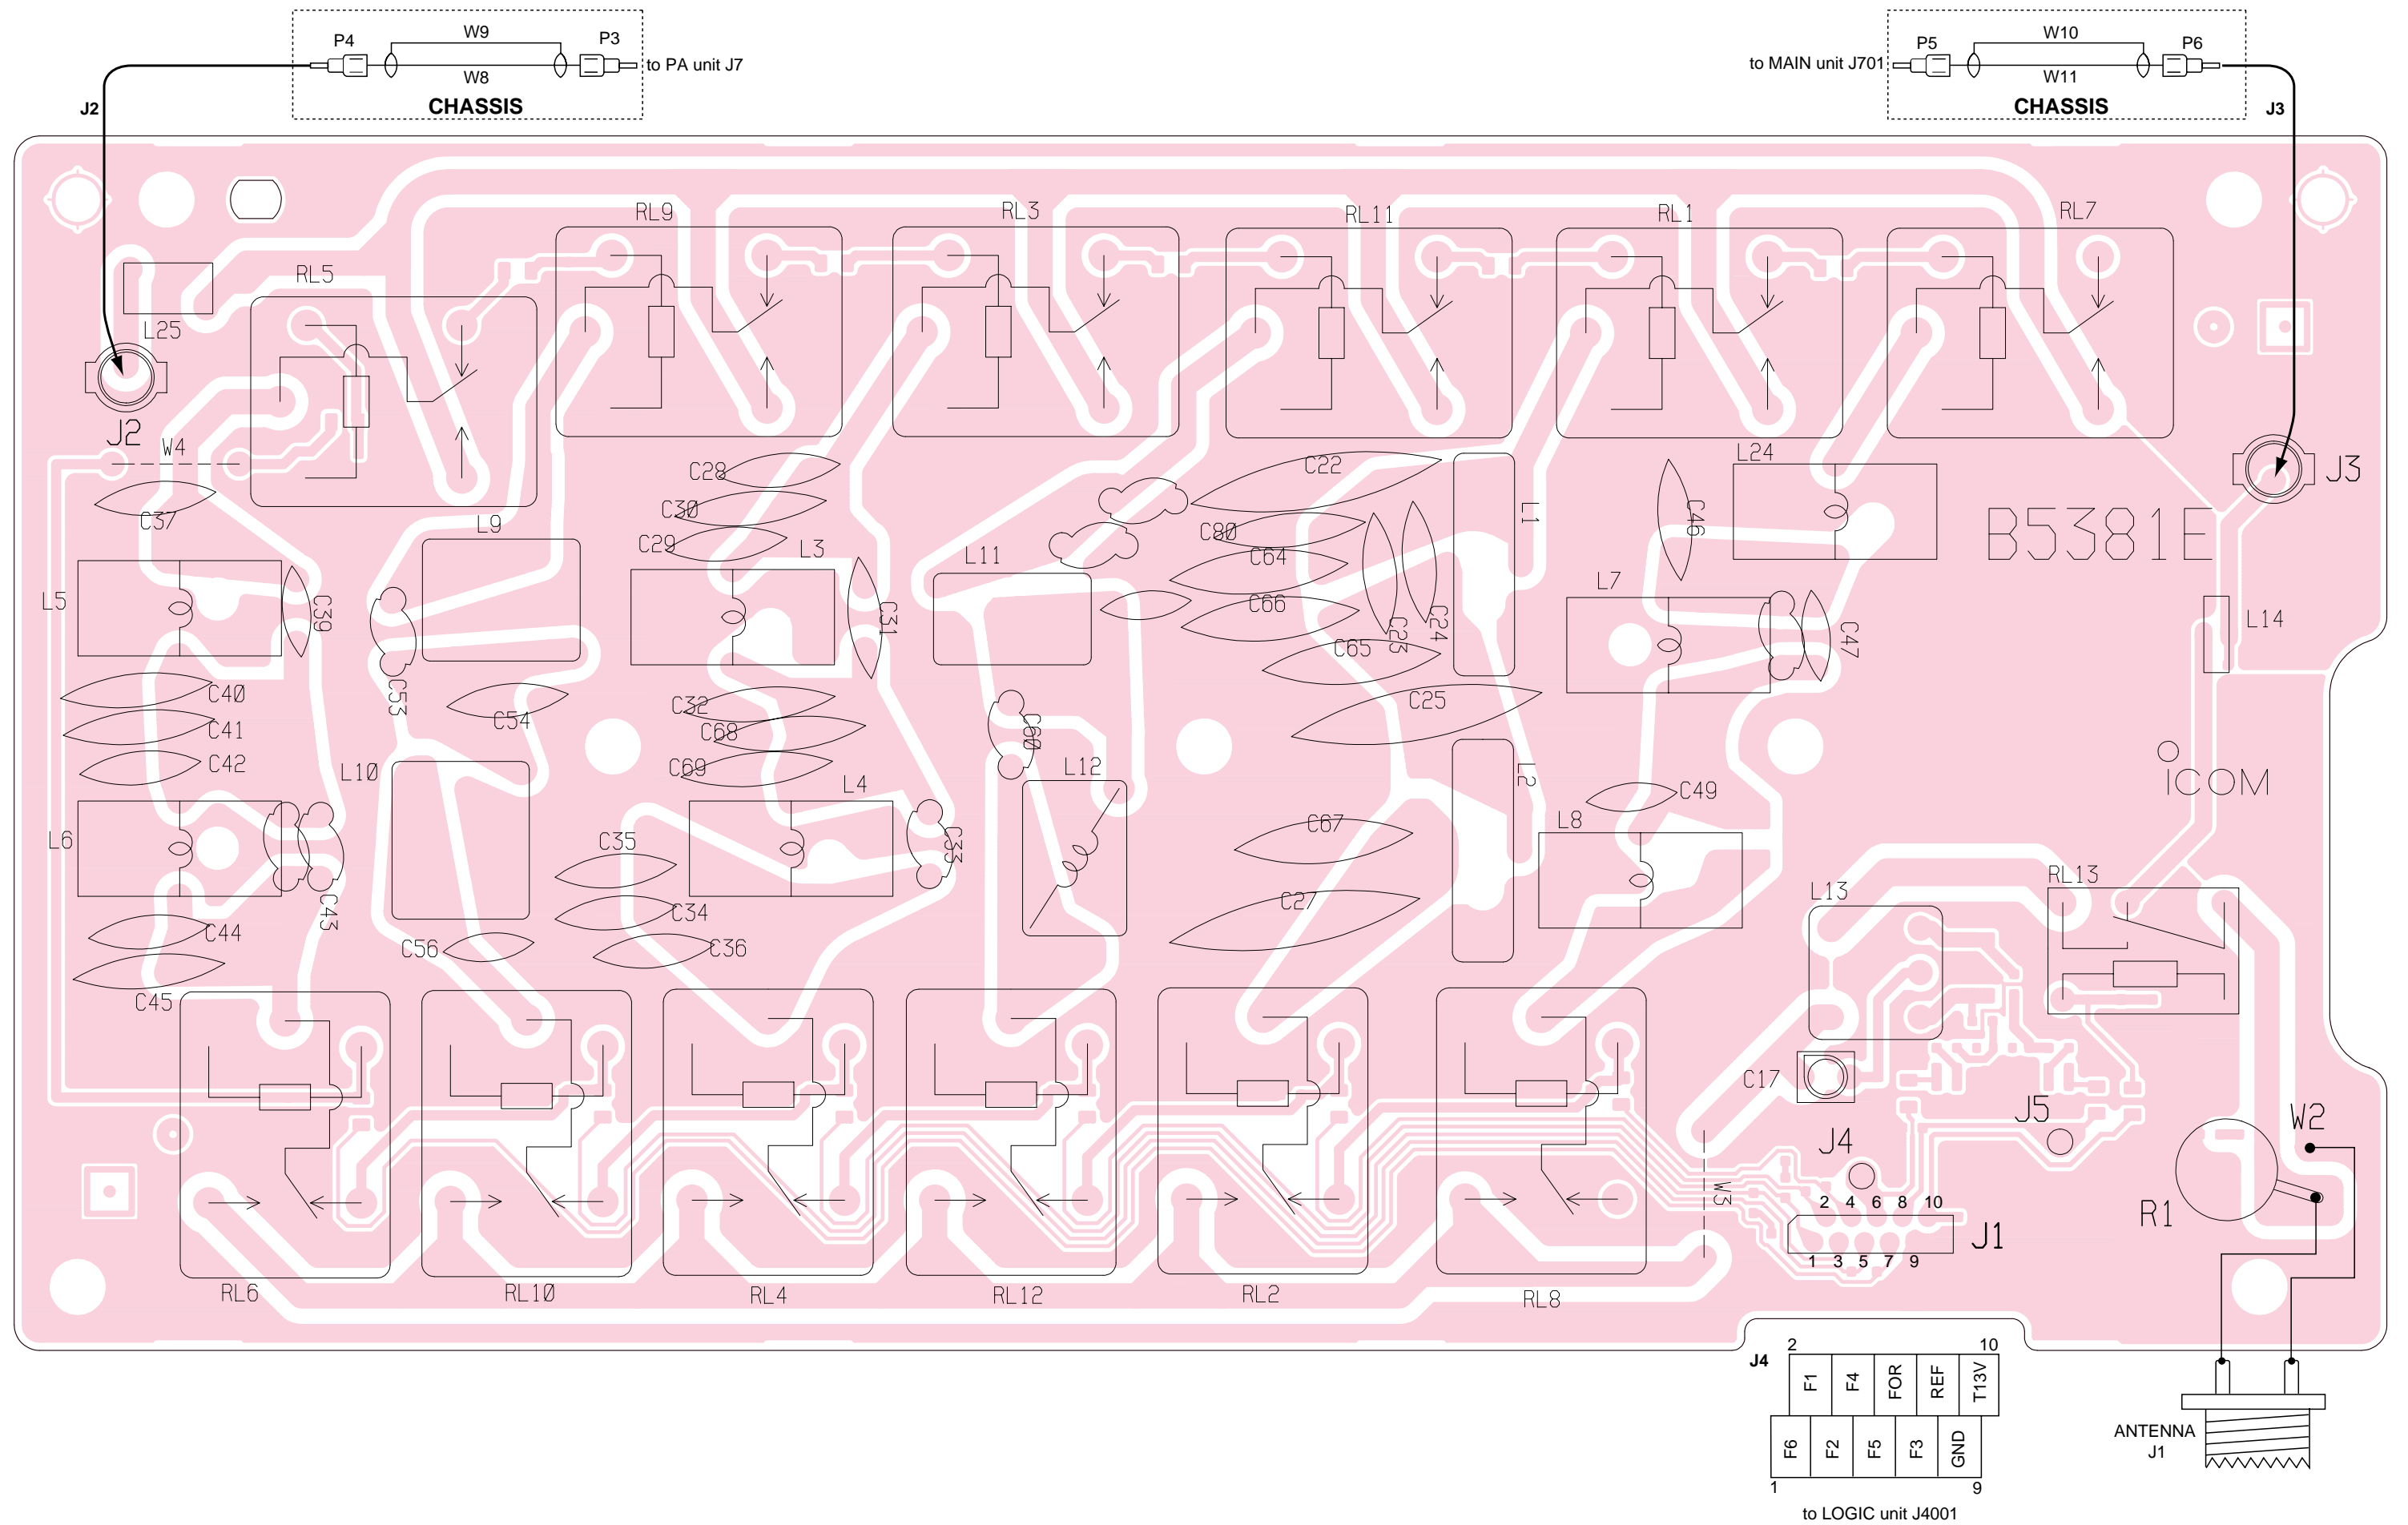 P4
W9
P3
W8
to PA unit J7
CHASSIS
J2
to MAIN unit J701
P5
W10
P6
W11
CHASSIS
J3
RL9
RL3
RL11
RL1
RL7
RL5
L25
J2
W4
C37
L9
C28
C30
C29
L3
L11
C22
C80
C64
C66
C65
C23
C24
L1
L24
C46
J3
B5381E
L5
C39
C31
L7
C47
L14
C40
C41
C42
C53
C54
C32
C68
C69
C60
C25
L10
L4
L12
L2
C49
iCOM
L6
C43
C35
C33
C67
L8
RL13
C44
C34
C27
L13
C56
C36
C45
C17
J5
W2
J4
W3
R1
2 4 6 8 10
J1
1 3 5 7 9
RL6
RL10
RL4
RL12
RL2
RL8
J4
2 10
F1 F4 FOR REF T13V
F6 F2 F5 F3 GND
1 9
to LOGIC unit J4001
ANTENNA
J1